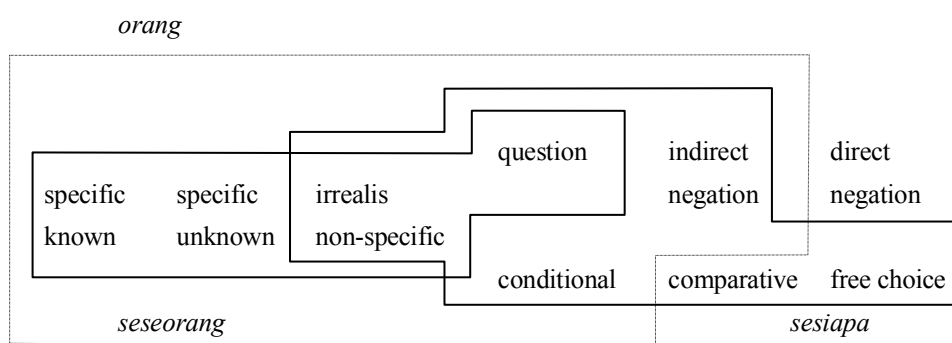 orang
question indirect direct
specific specific irrealis negation negation
known unknown non-specific
conditional comparative free choice
seseorang sesiapa